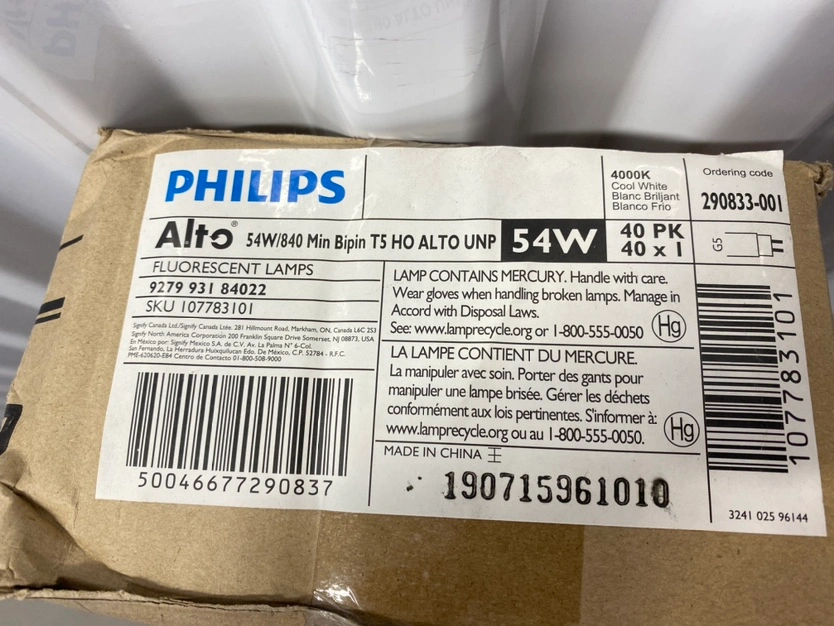 PHILIPS
4000K
Cool White
Blanc Briljant
Blanco Frio
Ordering code
290833-001
Alto® 54W/840 Min Bipin T5 HO ALTO UNP
54W
40 PK
40 x 1
G5
FLUORESCENT LAMPS
9279 931 84022
SKU 107783101
Signify Canada Ltd./Signify Canada Ltée. 281 Hillmount Road, Markham, ON, Canada L6C 2S3
Signify North America Corporation 200 Franklin Square Drive Somerset, NJ 08873, USA
En México por: Signify Mexico S.A. de C.V. Av. La Palma N° 6-Col.
San Fernando, La Herradura Huixquilucan Edo. De México, C.P. 52784 - R.F.C.
PME-620620-E84 Centro de Contacto 01-800-508-9000
50046677290837
LAMP CONTAINS MERCURY. Handle with care.
Wear gloves when handling broken lamps. Manage in
Accord with Disposal Laws.
See: www.lamprecycle.org or 1-800-555-0050
Hg
LA LAMPE CONTIENT DU MERCURE.
La manipuler avec soin. Porter des gants pour
manipuler une lampe brisée. Gérer les déchets
conformément aux lois pertinentes. S'informer à:
www.lamprecycle.org ou au 1-800-555-0050.
Hg
MADE IN CHINA
190715961010
107783101
3241 025 96144